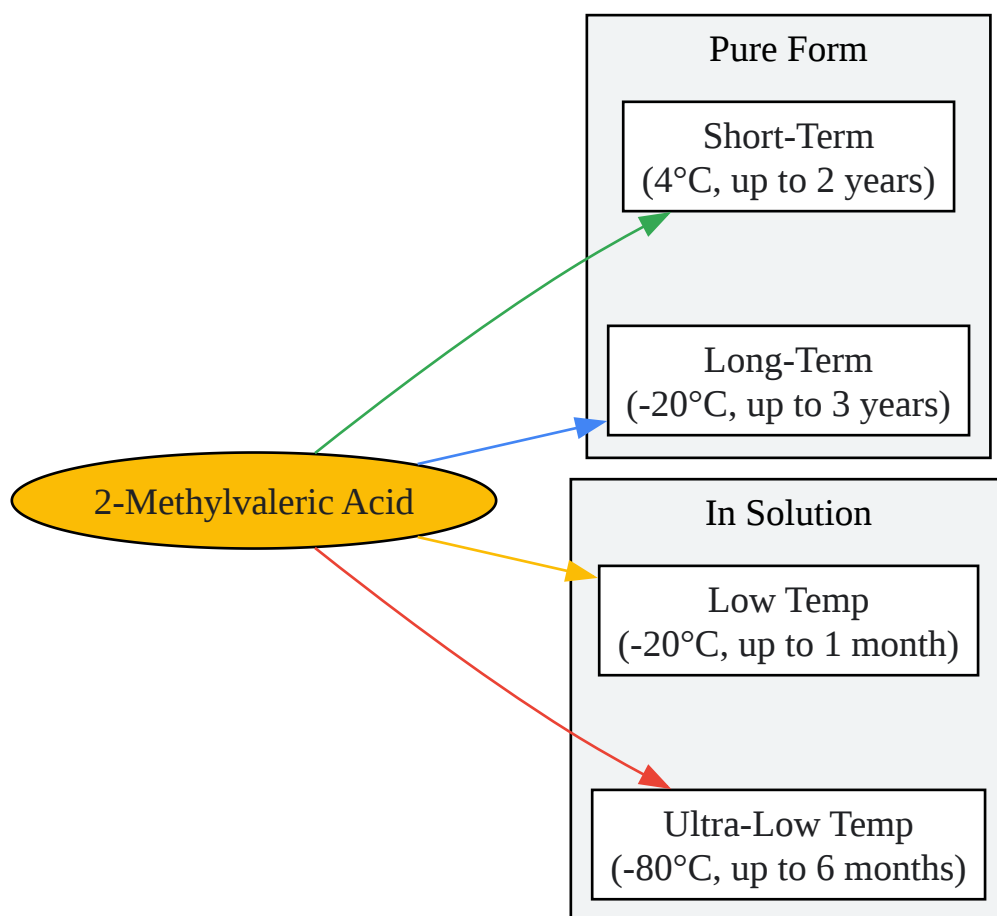 Pure Form
Short-Term
(4°C, up to 2 years)
Long-Term
(-20°C, up to 3 years)
2-Methylvaleric Acid
In Solution
Low Temp
(-20°C, up to 1 month)
Ultra-Low Temp
(-80°C, up to 6 months)